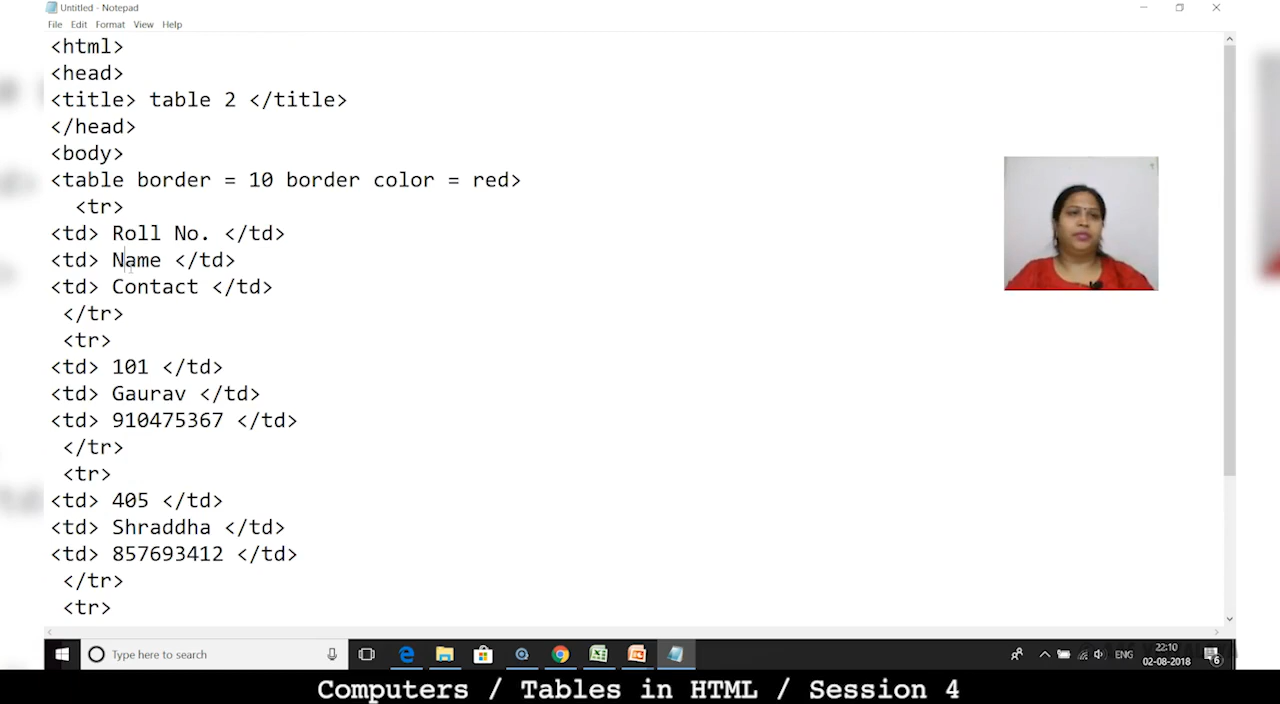 Untitled - Notepad
File Edit Format View Help
<html>
<head>
<title> table 2 </title>
</head>
<body>
<table border = 10 border color = red>
<tr>
<td> Roll No. </td>
<td> Name </td>
<td> Contact </td>
</tr>
<tr>
<td> 101 </td>
<td> Gaurav </td>
<td> 910475367 </td>
</tr>
<tr>
<td> 405 </td>
<td> Shraddha </td>
<td> 857693412 </td>
</tr>
<tr>
Type here to search
ENG
22:10
02-08-2018
6
Computers / Tables in HTML / Session 4